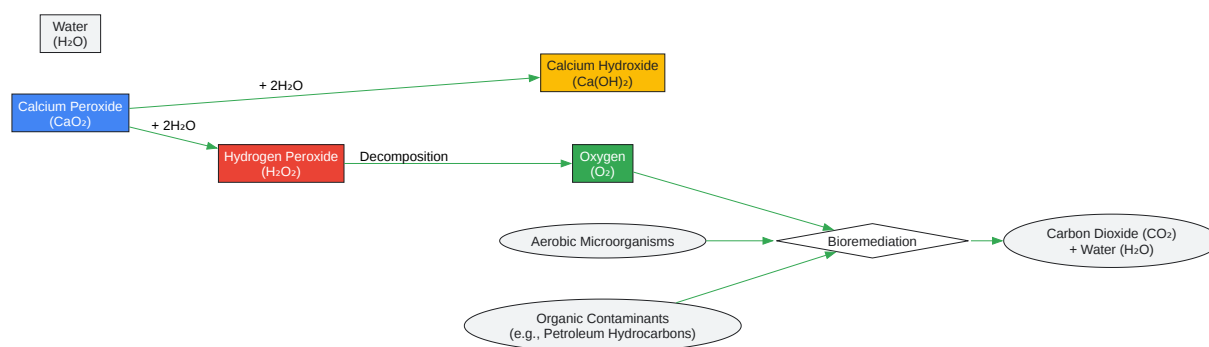 Water
(H₂O)
Calcium Hydroxide
(Ca(OH)₂)
+ 2H₂O
Calcium Peroxide
(CaO₂)
+ 2H₂O
Hydrogen Peroxide
(H₂O₂)
Decomposition
Oxygen
(O₂)
Aerobic Microorganisms
Bioremediation
Carbon Dioxide (CO₂)
+ Water (H₂O)
Organic Contaminants
(e.g., Petroleum Hydrocarbons)